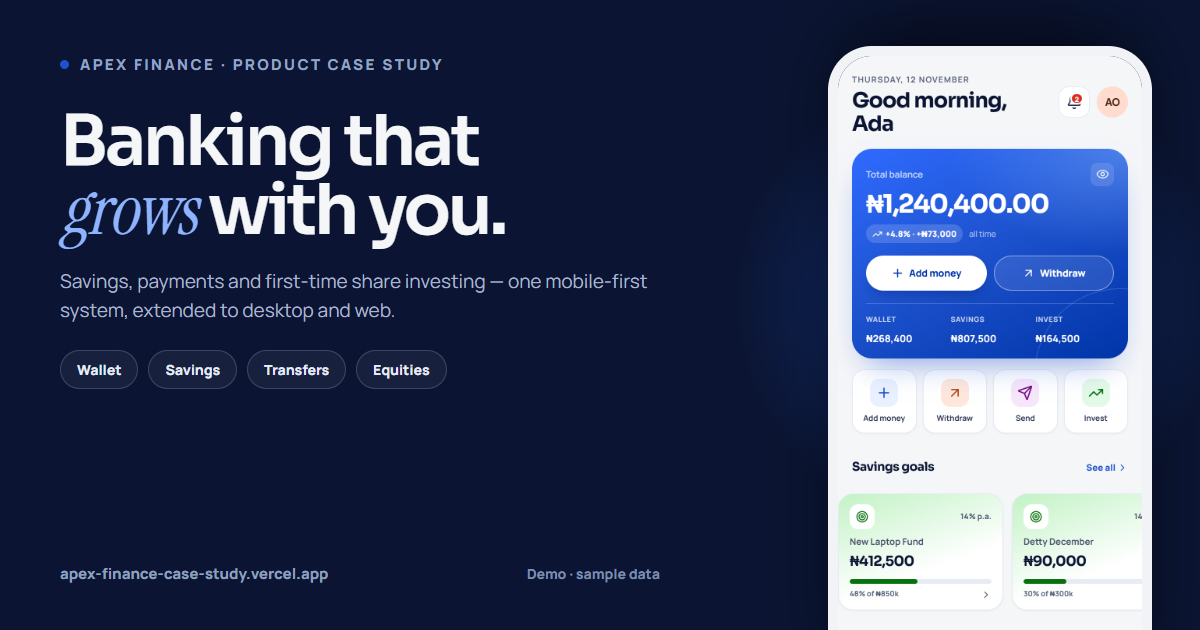 APEX FINANCE · PRODUCT CASE STUDY
Banking that
grows with you.
Savings, payments and first-time share investing — one mobile-first
system, extended to desktop and web.
Wallet Savings Transfers Equities
apex-finance-case-study.vercel.app
Demo · sample data
THURSDAY, 12 NOVEMBER
Good morning,
Ada
2
AO
Total balance
₦1,240,400.00
+4.8% · +₦73,000 all time
Add money Withdraw
WALLET SAVINGS INVEST
₦268,400 ₦807,500 ₦164,500
Add money Withdraw Send Invest
Savings goals See all
14% p.a.
New Laptop Fund
₦412,500
48% of ₦850k
14
Detty December
₦90,000
30% of ₦300k